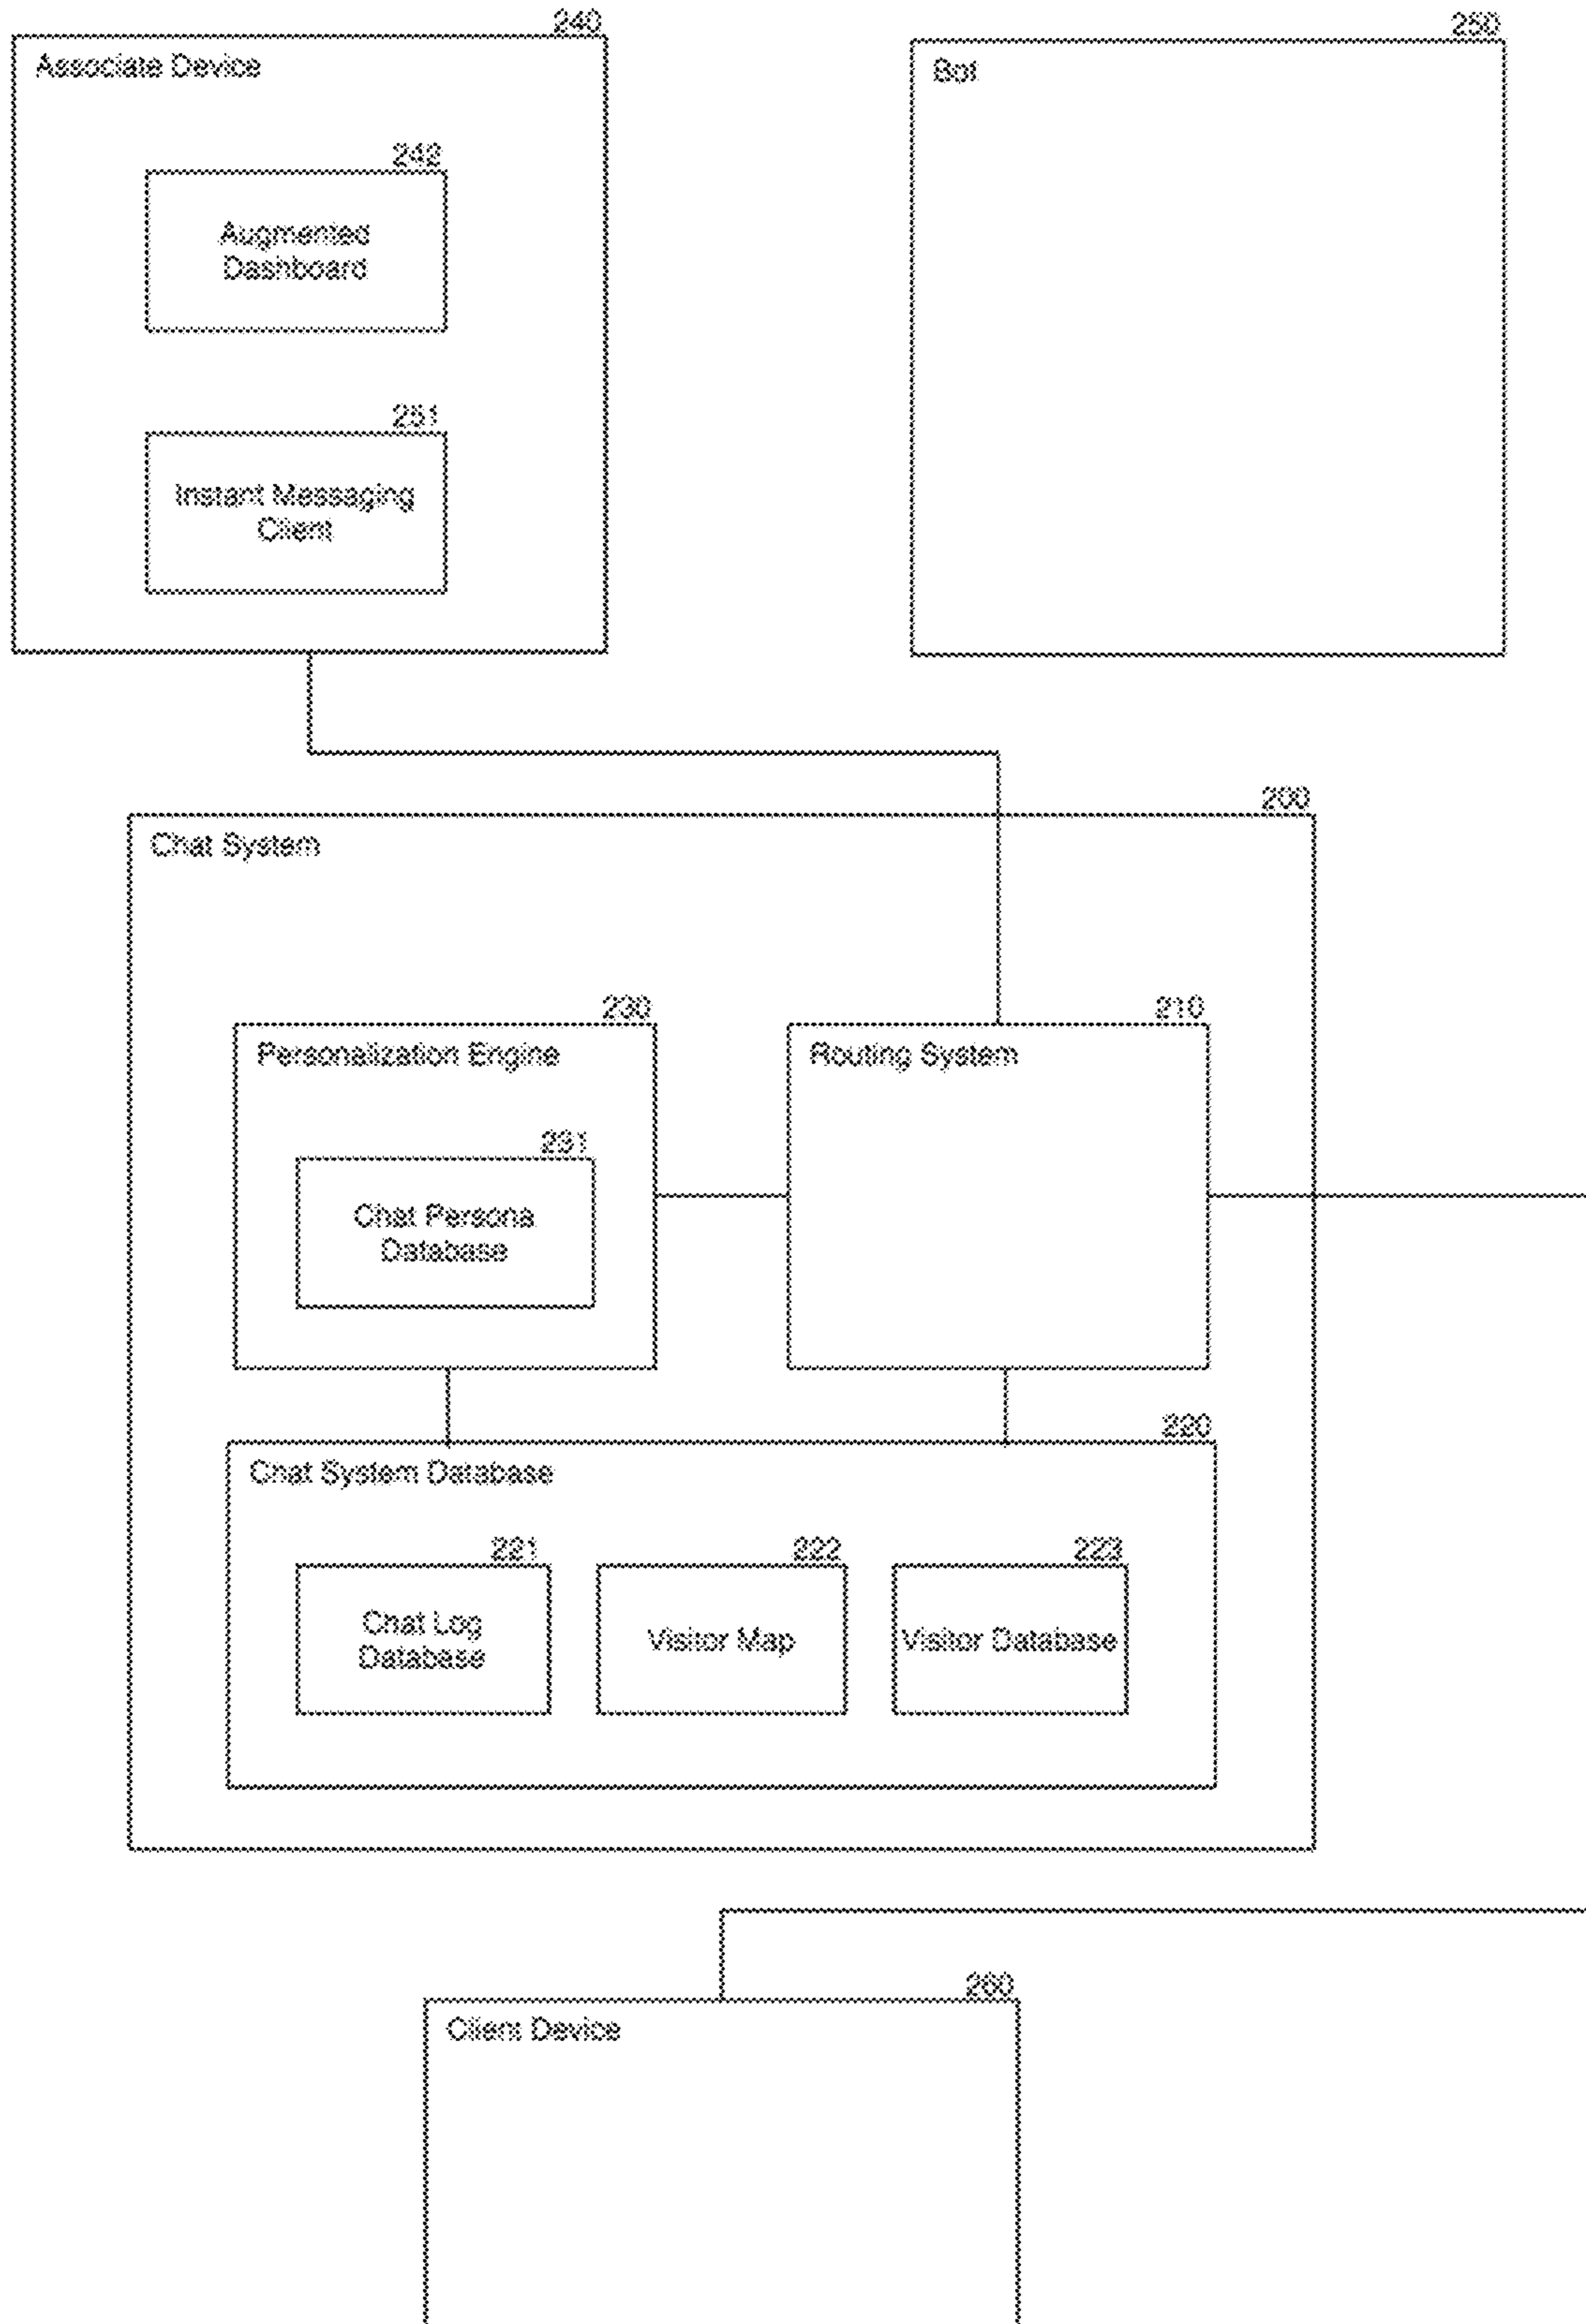 240
Associate Device
242
Augmented
Dashboard
251
Instant Messaging
Client
250
Bot
200
Chat System
230
Personalization Engine
231
Chat Persona
Database
210
Routing System
220
Chat System Database
221
Chat Log
Database
222
Visitor Map
223
Visitor Database
260
Client Device